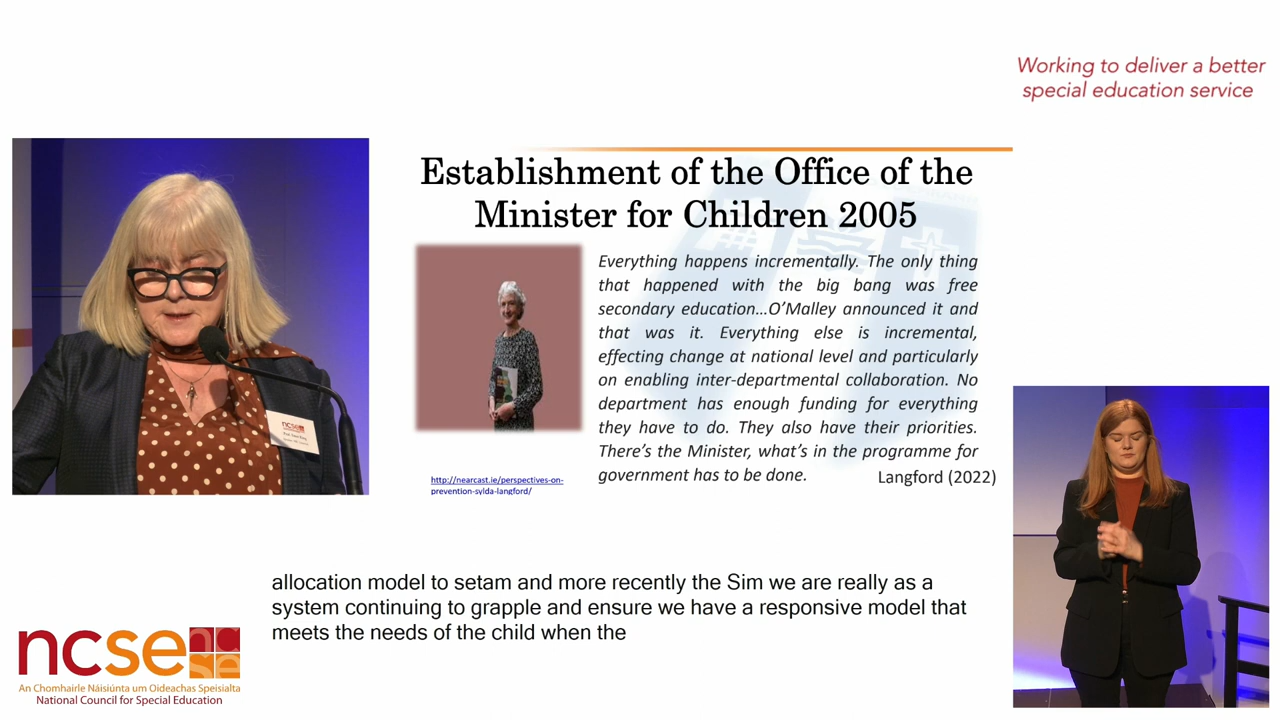 Working to deliver a better
special education service
Establishment of the Office of the
Minister for Children 2005
Everything happens incrementally. The only thing
that happened with the big bang was free
secondary education...O'Malley announced it and
that was it. Everything else is incremental,
effecting change at national level and particularly
on enabling inter-departmental collaboration. No
department has enough funding for everything
they have to do. They also have their priorities.
There's the Minister, what's in the programme for
government has to be done.
Langford (2022)
http://nearcast.ie/perspectives-on-
prevention-sylda-langford/
allocation model to setam and more recently the Sim we are really as a
system continuing to grapple and ensure we have a responsive model that
meets the needs of the child when the
ncse
nc
se
An Chomhairle Náisiúnta um Oideachas Speisialta
National Council for Special Education
ncse